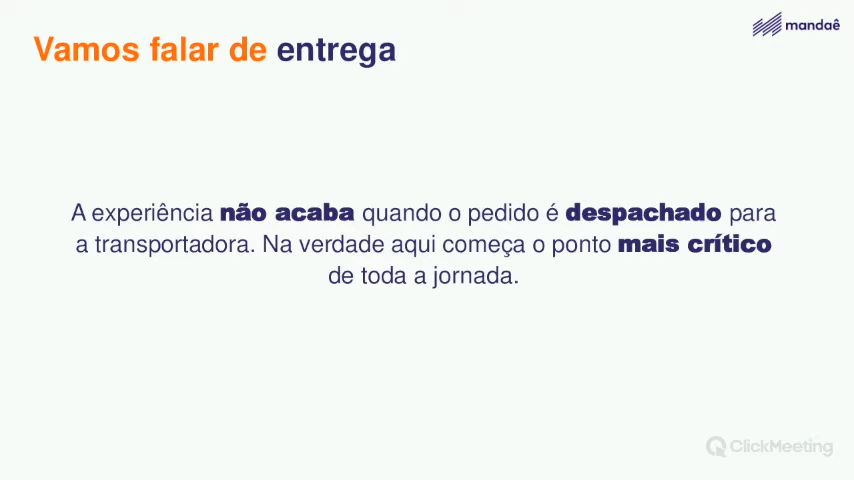 mandaê
Vamos falar de entrega
A experiência não acaba quando o pedido é despachado para
a transportadora. Na verdade aqui começa o ponto mais crítico
de toda a jornada.
ClickMeeting